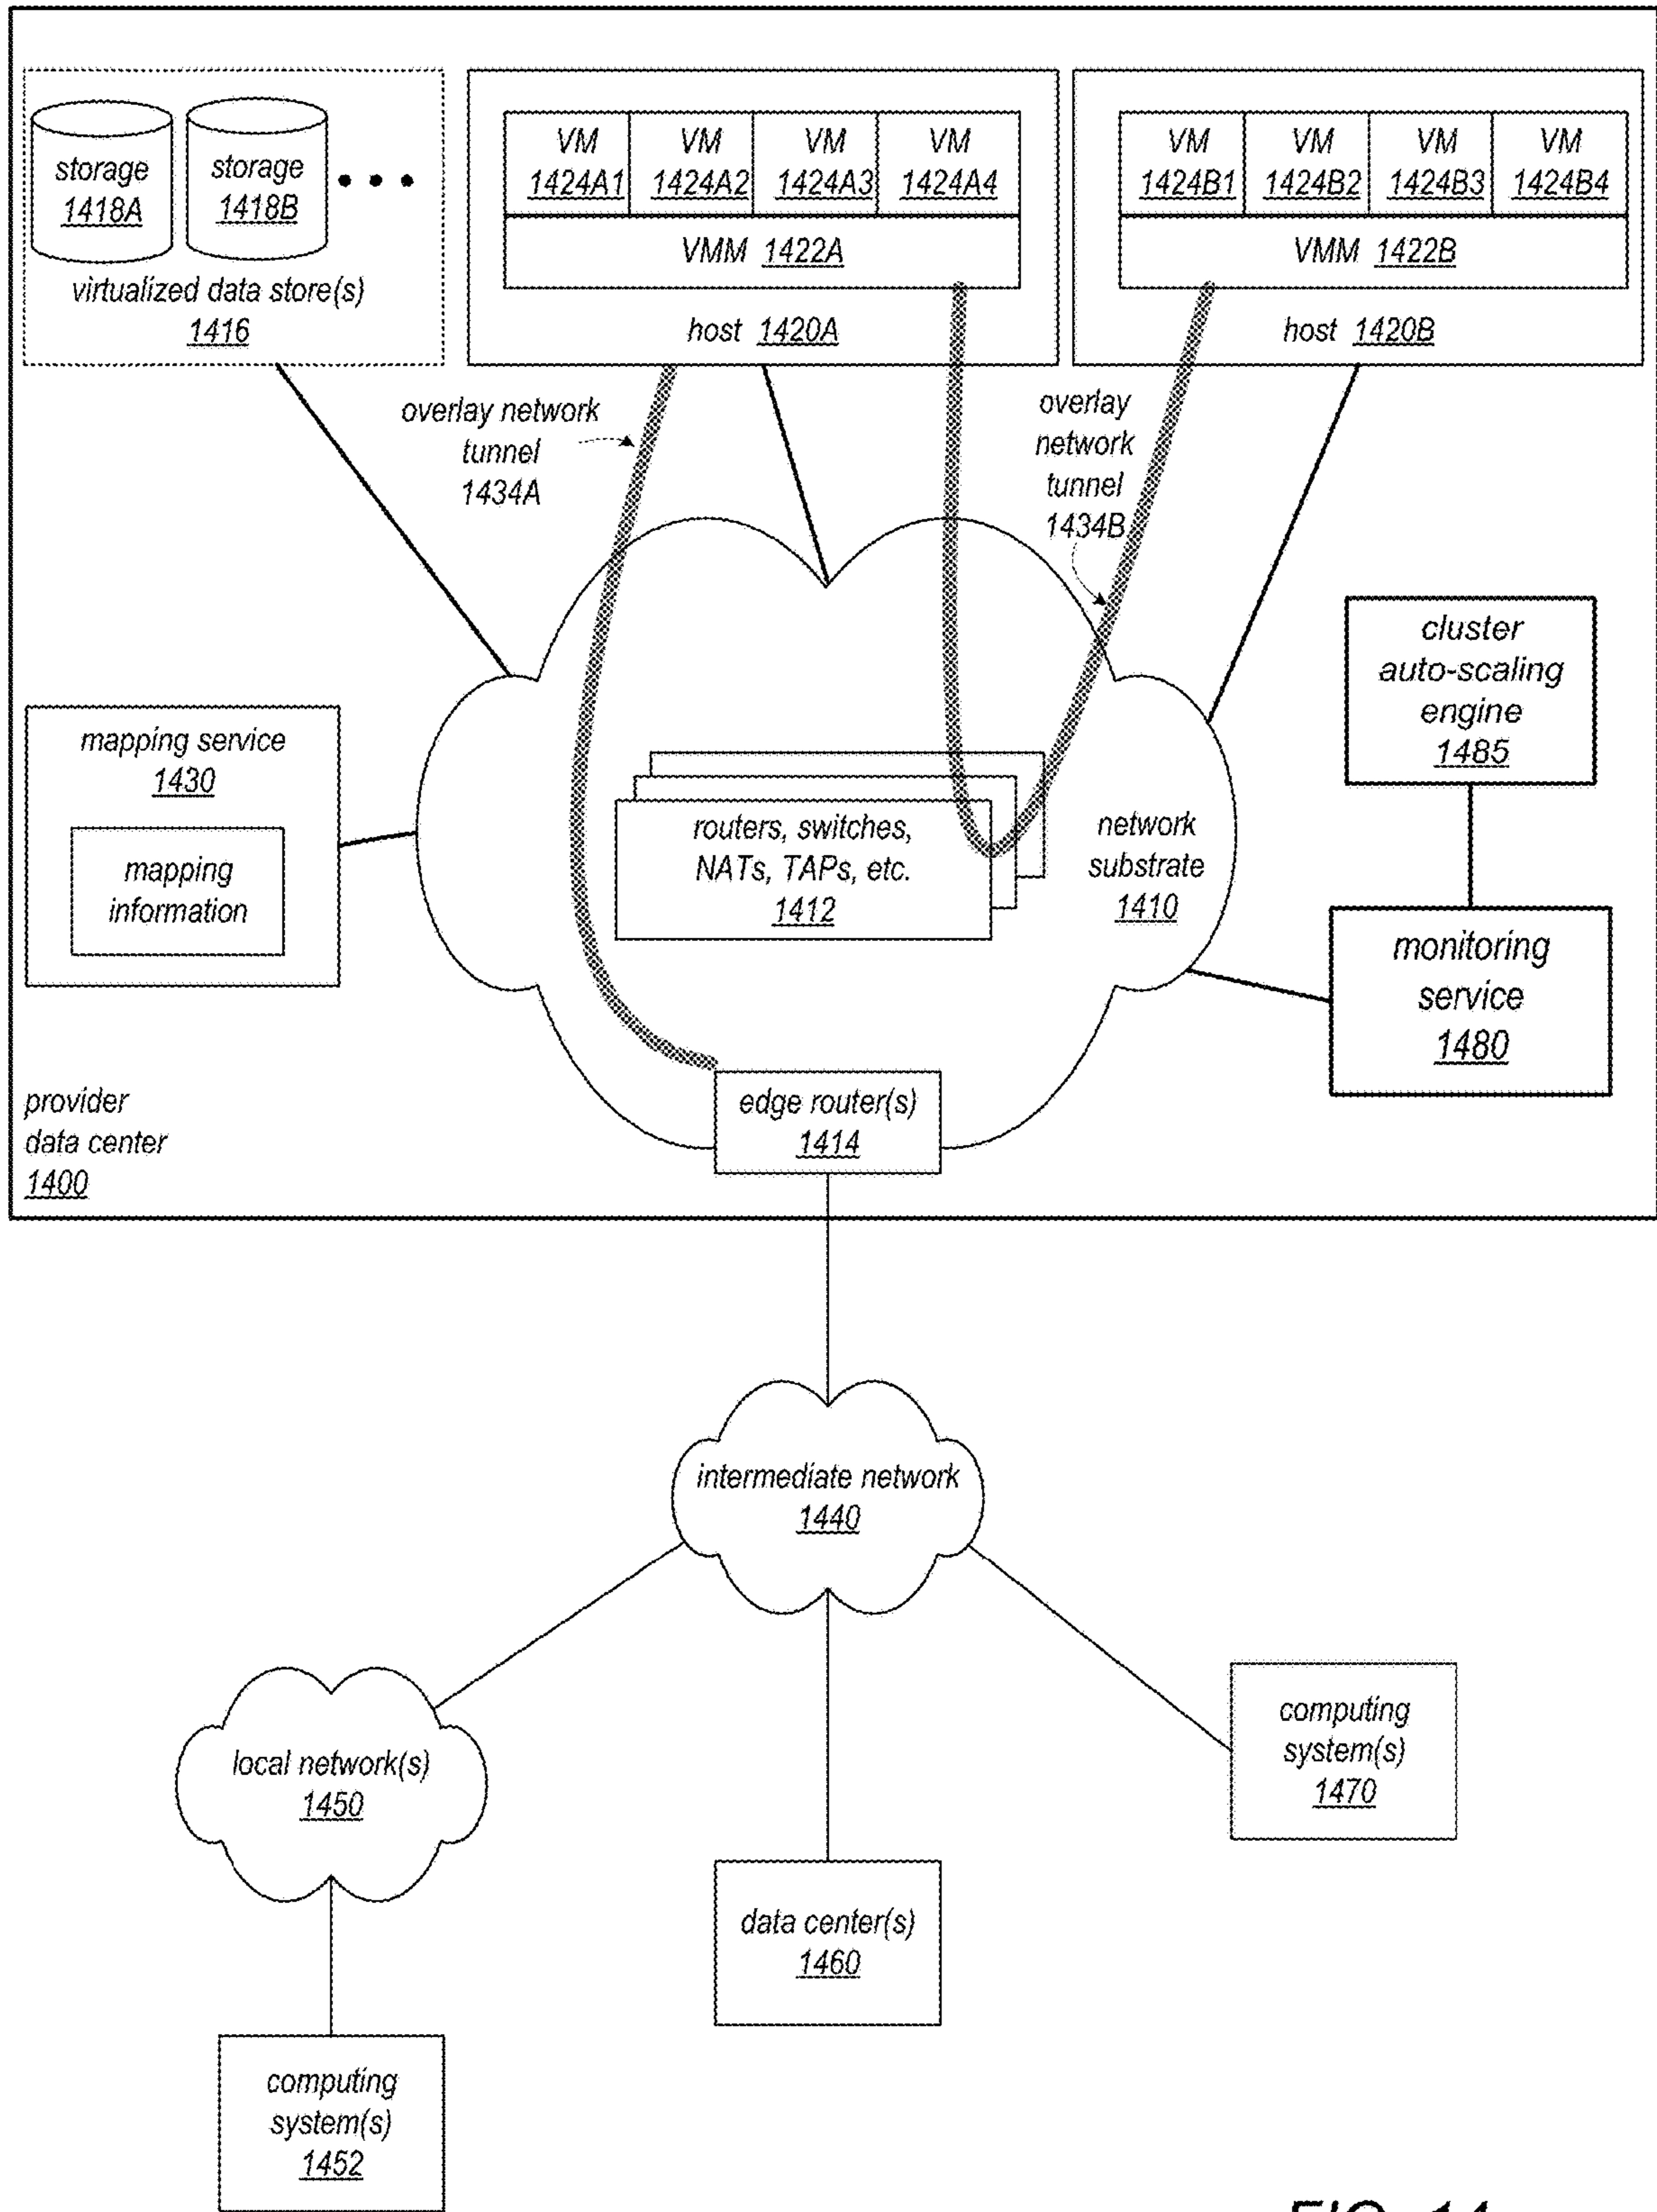 storage
1418A
storage
1418B
virtualized data store(s)
1416
VM
1424A1
VM
1424A2
VM
1424A3
VM
1424A4
VMM 1422A
host 1420A
VM
1424B1
VM
1424B2
VM
1424B3
VM
1424B4
VMM 1422B
host 1420B
overlay network
tunnel
1434A
overlay
network
tunnel
1434B
cluster
auto-scaling
engine
1485
mapping service
1430
mapping
information
routers, switches,
NATs, TAPs, etc.
1412
network
substrate
1410
monitoring
service
1480
provider
data center
1400
edge router(s)
1414
intermediate network
1440
local network(s)
1450
computing
system(s)
1470
data center(s)
1460
computing
system(s)
1452